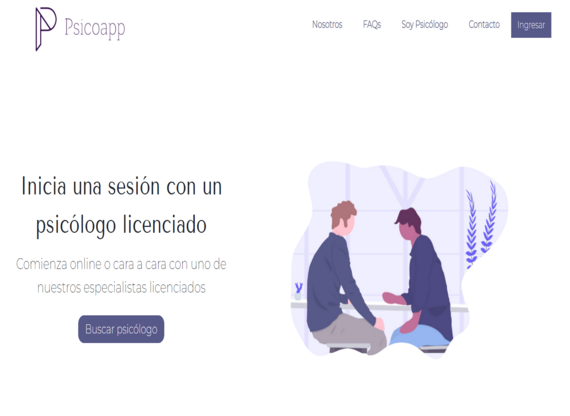 Psicoapp
Nosotros
FAQs
Soy Psicólogo
Contacto
Ingresar
Inicia una sesión con un
psicólogo licenciado
Comienza online o cara a cara con uno de
nuestros especialistas licenciados
Buscar psicólogo